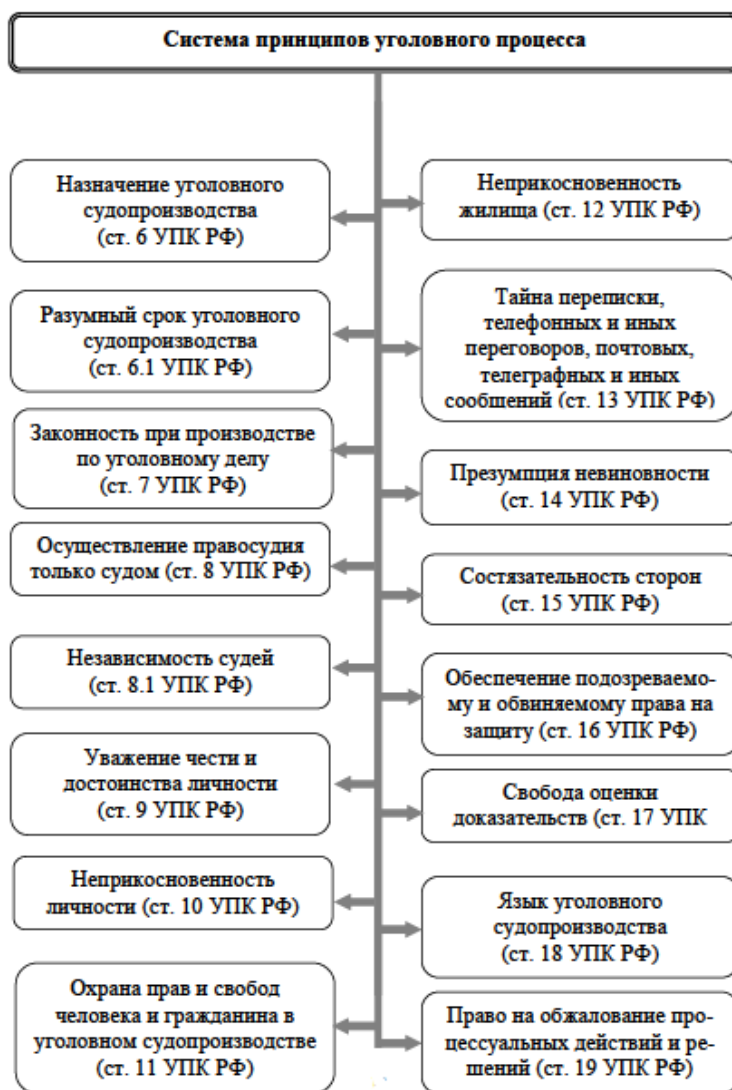 Система принципов уголовного процесса
Назначение уголовного
судопроизводства
(ст. 6 УПК РФ)
Разумный срок уголовного
судопроизводства
(ст. 6.1 УПК РФ)
Законность при производстве
по уголовному делу
(ст. 7 УПК РФ)
Осуществление правосудия
только судом (ст. 8 УПК РФ)
Независимость судей
(ст. 8.1 УПК РФ)
Уважение чести и
достоинства личности
(ст. 9 УПК РФ)
Неприкосновенность
личности (ст. 10 УПК РФ)
Охрана прав и свобод
человека и гражданина в
уголовном судопроизводстве
(ст. 11 УПК РФ)
Неприкосновенность
жилища (ст. 12 УПК РФ)
Тайна переписки,
телефонных и иных
переговоров, почтовых,
телеграфных и иных
сообщений (ст. 13 УПК РФ)
Презумпция невиновности
(ст. 14 УПК РФ)
Состязательность сторон
(ст. 15 УПК РФ)
Обеспечение подозреваемо-
му и обвиняемому права на
защиту (ст. 16 УПК РФ)
Свобода оценки
доказательств (ст. 17 УПК
Язык уголовного
судопроизводства
(ст. 18 УПК РФ)
Право на обжалование про-
цессуальных действий и ре-
шений (ст. 19 УПК РФ)